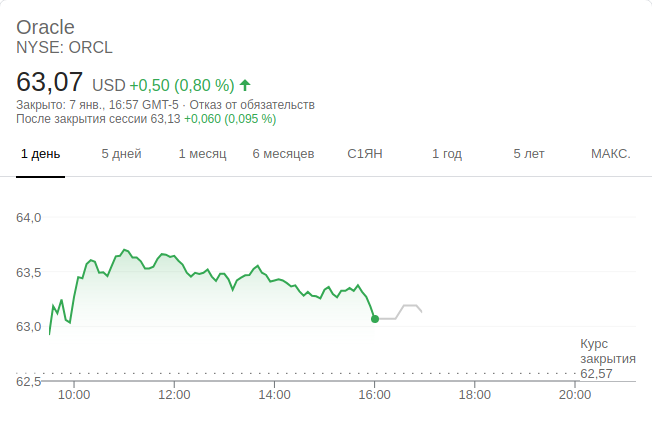 Oracle
NYSE: ORCL
63,07 USD +0,50 (0,80 %)
Закрыто: 7 янв., 16:57 GMT-5 · Отказ от обязательств
После закрытия сессии 63,13 +0,060 (0,095 %)
1 день 5 дней 1 месяц 6 месяцев С1ЯН 1 год 5 лет МАКС.
64,0
63,5
63,0
Курс
закрытия
62,57
62,5
10:00 12:00 14:00 16:00 18:00 20:00